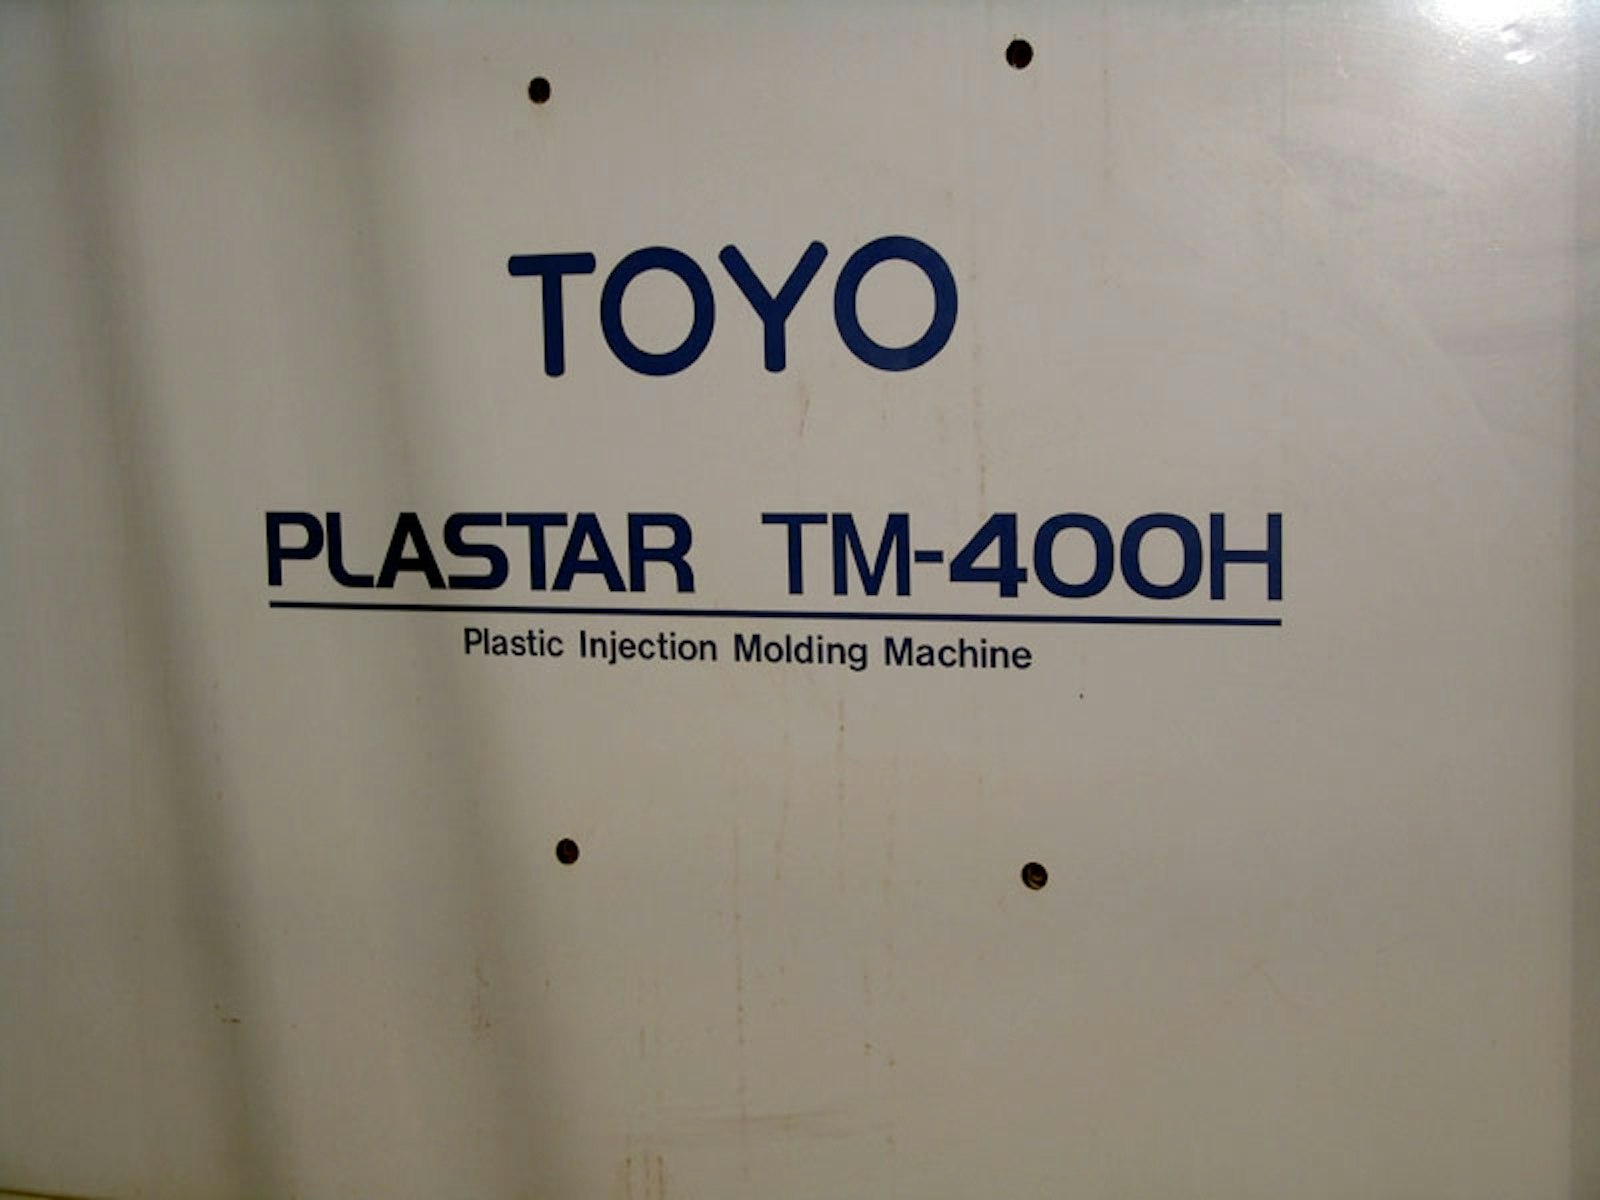 TOYO
PLASTAR TM-400H
Plastic Injection Molding Machine